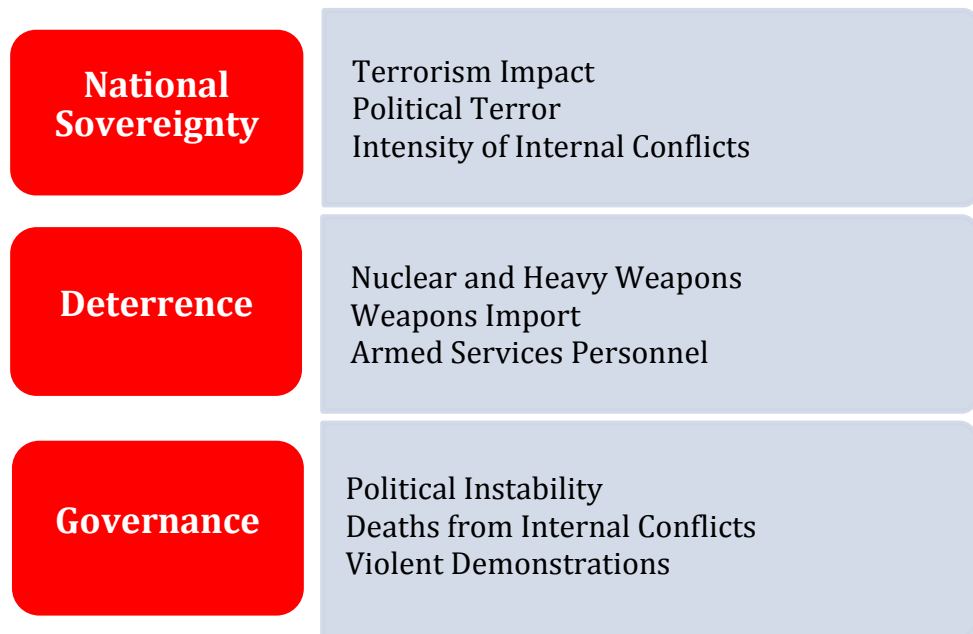 National
Sovereignty
Terrorism Impact
Political Terror
Intensity of Internal Conflicts
Deterrence
Nuclear and Heavy Weapons
Weapons Import
Armed Services Personnel
Governance
Political Instability
Deaths from Internal Conflicts
Violent Demonstrations